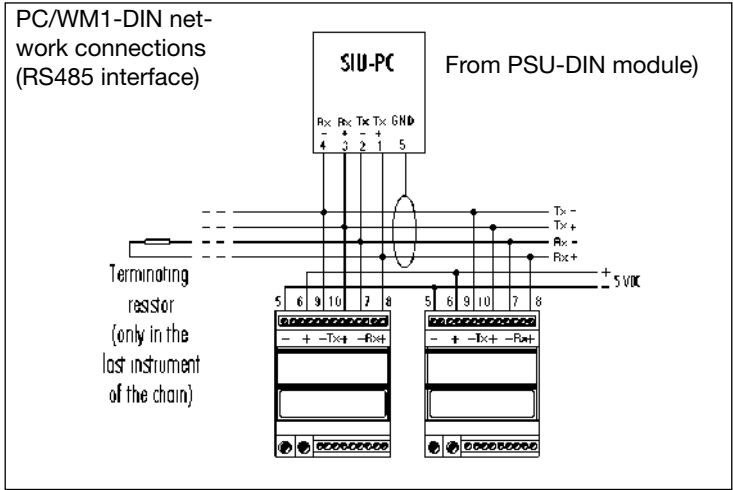 PC/WM1-DIN net-
work connections
(RS485 interface)
SIU-PC
From PSU-DIN module)
Rx Rx Tx Tx GND
- + - +
4 3 2 1 5
Tx -
Tx +
Rx -
Rx +
+
- 5 VDC
Terminating
resistor
(only in the
last instrument
of the chain)
5 6 9 10 7 8
- + -Tx+ -Rx+
5 6 9 10 7 8
- + -Tx+ -Rx+